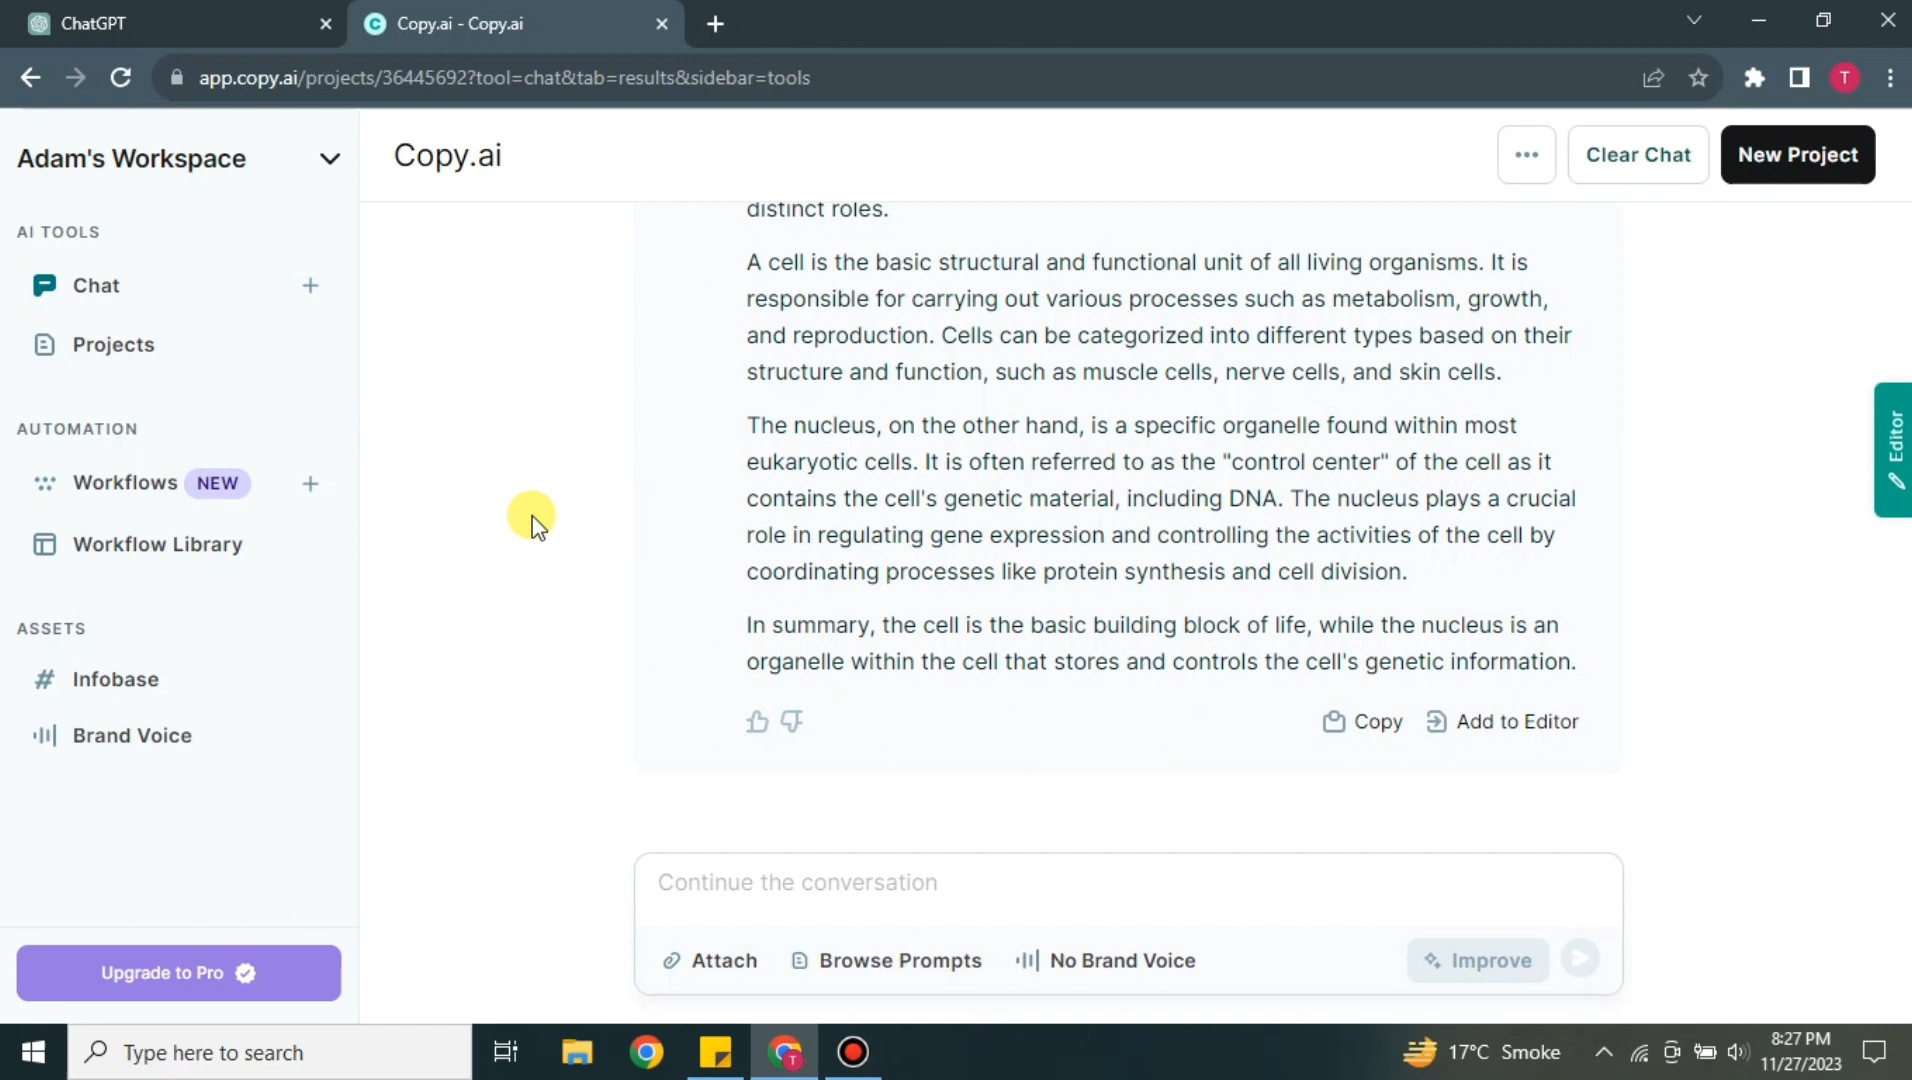 ChatGPT
Copy.ai - Copy.ai
app.copy.ai/projects/36445692?tool=chat&tab=results&sidebar=tools
T
Adam's Workspace
Copy.ai
Clear Chat
New Project
AI TOOLS
Chat
Projects
AUTOMATION
Workflows NEW
Workflow Library
ASSETS
Infobase
Brand Voice
Upgrade to Pro
distinct roles.
A cell is the basic structural and functional unit of all living organisms. It is
responsible for carrying out various processes such as metabolism, growth,
and reproduction. Cells can be categorized into different types based on their
structure and function, such as muscle cells, nerve cells, and skin cells.
The nucleus, on the other hand, is a specific organelle found within most
eukaryotic cells. It is often referred to as the "control center" of the cell as it
contains the cell's genetic material, including DNA. The nucleus plays a crucial
role in regulating gene expression and controlling the activities of the cell by
coordinating processes like protein synthesis and cell division.
In summary, the cell is the basic building block of life, while the nucleus is an
organelle within the cell that stores and controls the cell's genetic information.
Copy
Add to Editor
Editor
Continue the conversation
Attach
Browse Prompts
No Brand Voice
Improve
Type here to search
T
17°C Smoke
8:27 PM
11/27/2023